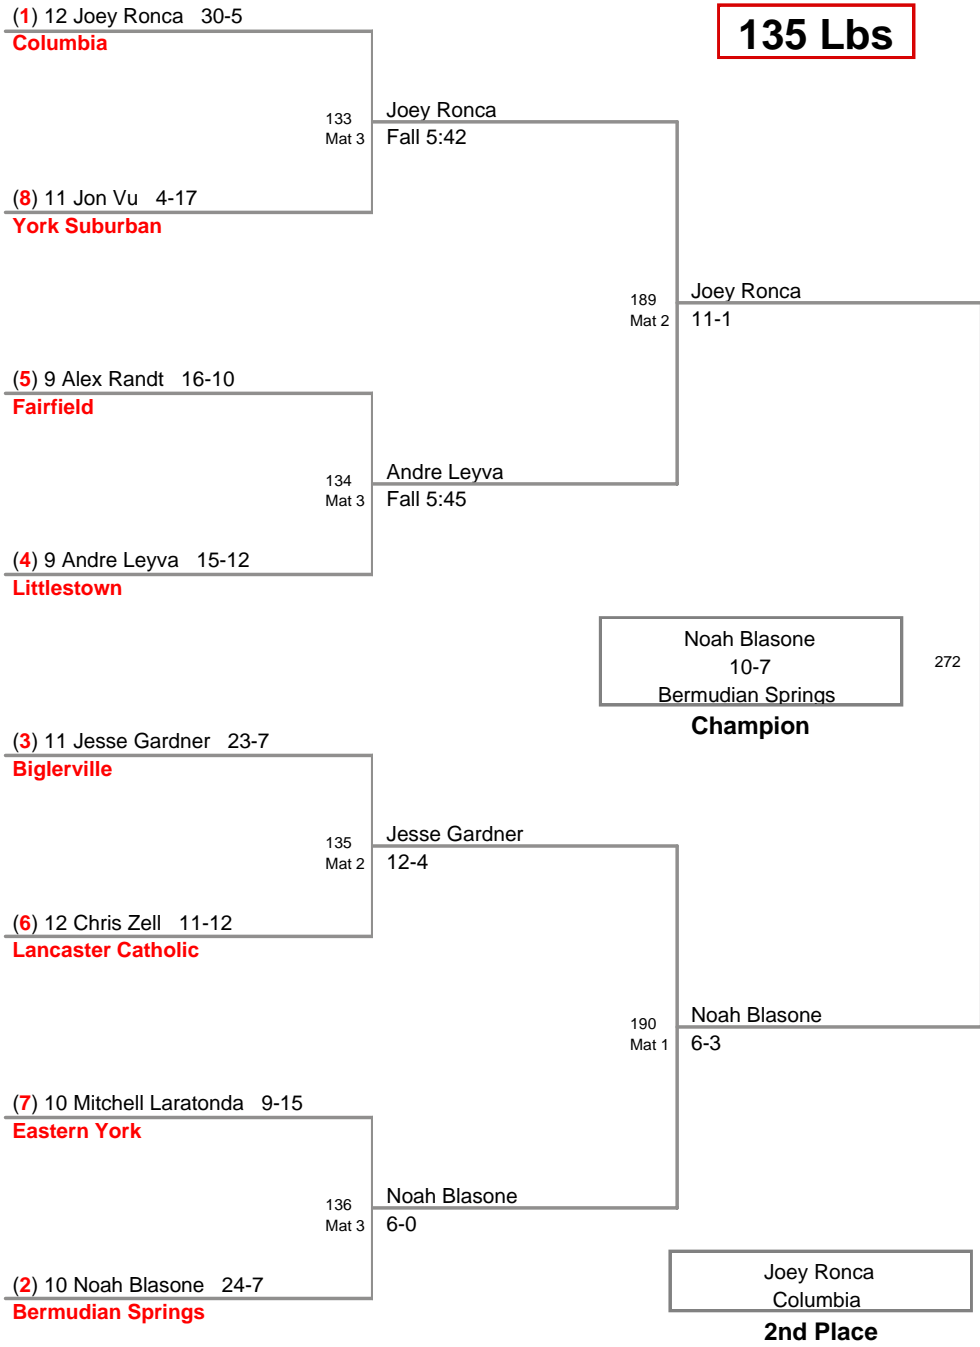 (1) 12 Joey Ronca 30-5
Columbia
135 Lbs
133
Mat 3
Joey Ronca
Fall 5:42
(8) 11 Jon Vu 4-17
York Suburban
189
Mat 2
Joey Ronca
11-1
(5) 9 Alex Randt 16-10
Fairfield
134
Mat 3
Andre Leyva
Fall 5:45
(4) 9 Andre Leyva 15-12
Littlestown
Noah Blasone
10-7
Bermudian Springs
272
Champion
(3) 11 Jesse Gardner 23-7
Biglerville
135
Mat 2
Jesse Gardner
12-4
(6) 12 Chris Zell 11-12
Lancaster Catholic
190
Mat 1
Noah Blasone
6-3
(7) 10 Mitchell Laratonda 9-15
Eastern York
136
Mat 3
Noah Blasone
6-0
(2) 10 Noah Blasone 24-7
Bermudian Springs
Joey Ronca
Columbia
2nd Place